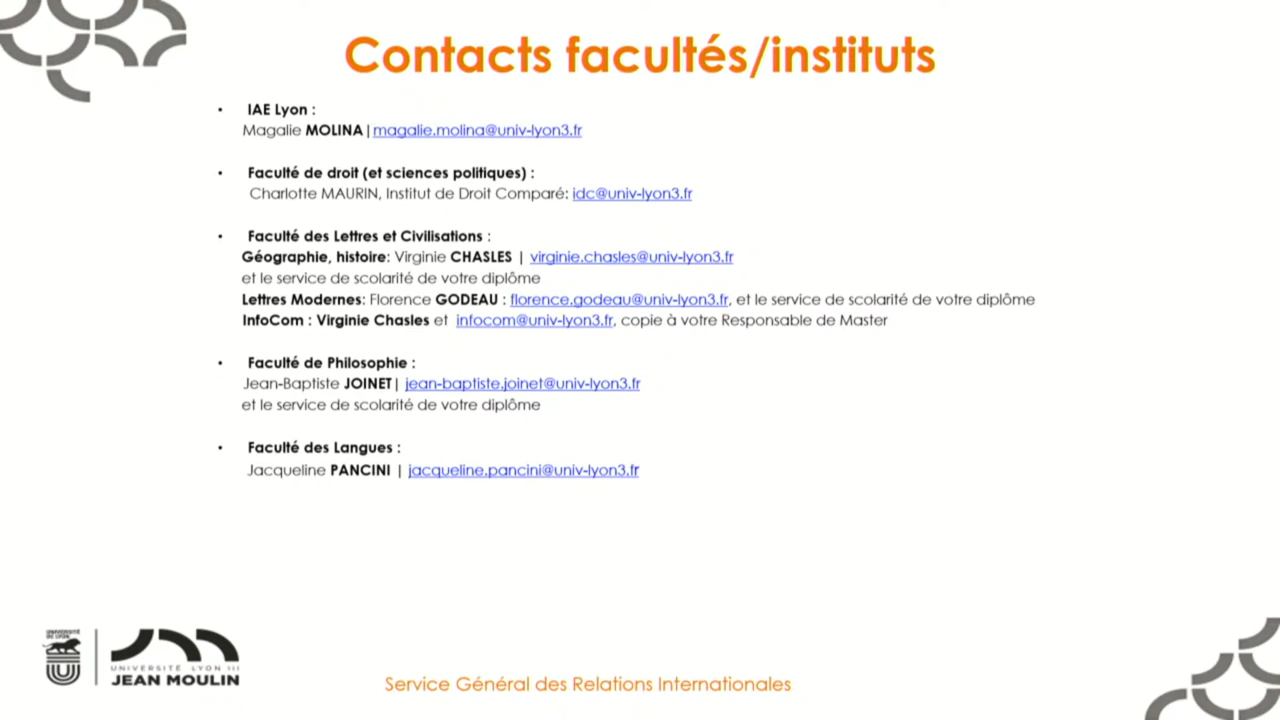 Contacts facultés/instituts
• IAE Lyon :
Magalie MOLINA|magalie.molina@univ-lyon3.fr
• Faculté de droit (et sciences politiques) :
Charlotte MAURIN, Institut de Droit Comparé: idc@univ-lyon3.fr
• Faculté des Lettres et Civilisations :
Géographie, histoire: Virginie CHASLES | virginie.chasles@univ-lyon3.fr
et le service de scolarité de votre diplôme
Lettres Modernes: Florence GODEAU : florence.godeau@univ-lyon3.fr, et le service de scolarité de votre diplôme
InfoCom : Virginie Chasles et infocom@univ-lyon3.fr, copie à votre Responsable de Master
• Faculté de Philosophie :
Jean-Baptiste JOINET| jean-baptiste.joinet@univ-lyon3.fr
et le service de scolarité de votre diplôme
• Faculté des Langues :
Jacqueline PANCINI | jacqueline.pancini@univ-lyon3.fr
UNIVERSITÉ
DE LYON
UNIVERSITÉ LYON III
JEAN MOULIN
Service Général des Relations Internationales